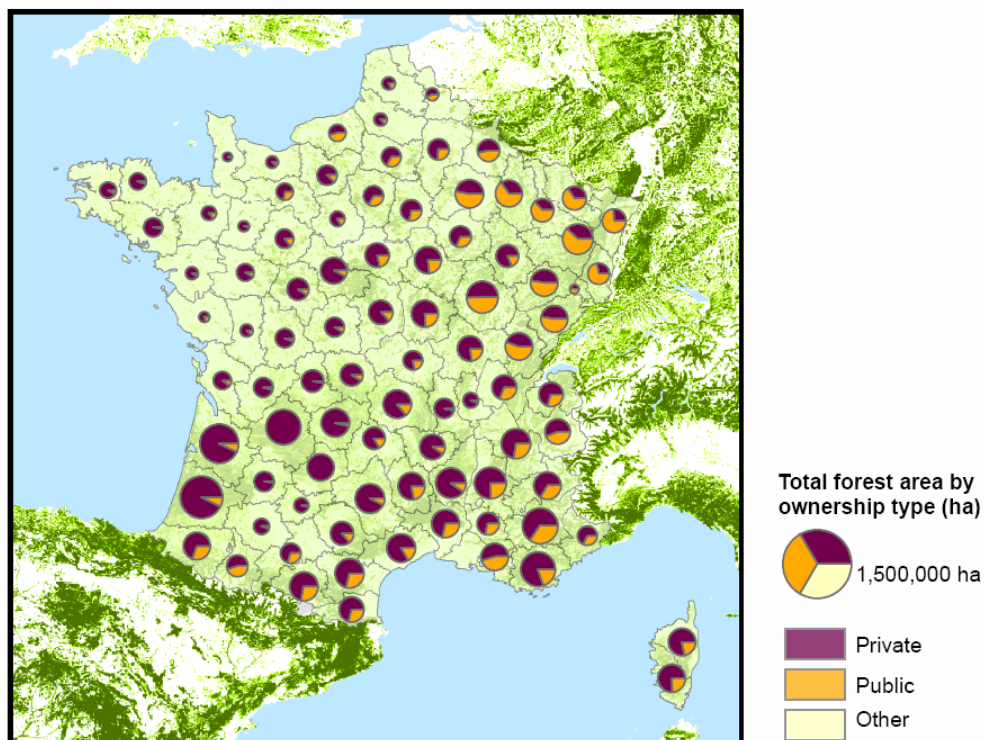 Total forest area by
ownership type (ha)
1,500,000 ha
Private
Public
Other